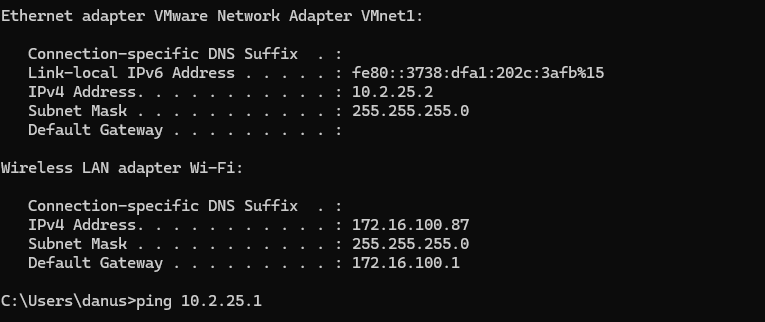 Ethernet adapter VMware Network Adapter VMnet1:
Connection-specific DNS Suffix  . :
Link-local IPv6 Address . . . . . : fe80::3738:dfa1:202c:3afb%15
IPv4 Address. . . . . . . . . . . : 10.2.25.2
Subnet Mask . . . . . . . . . . . : 255.255.255.0
Default Gateway . . . . . . . . . :
Wireless LAN adapter Wi-Fi:
Connection-specific DNS Suffix  . :
IPv4 Address. . . . . . . . . . . : 172.16.100.87
Subnet Mask . . . . . . . . . . . : 255.255.255.0
Default Gateway . . . . . . . . . : 172.16.100.1
C:\Users\danus>ping 10.2.25.1